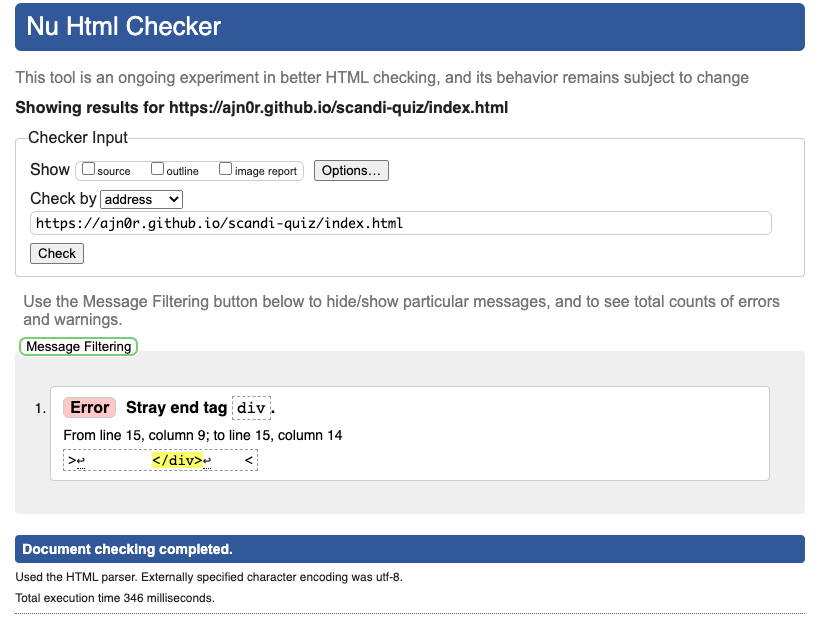 Nu Html Checker
This tool is an ongoing experiment in better HTML checking, and its behavior remains subject to change
Showing results for https://ajn0r.github.io/scandi-quiz/index.html
Checker Input
Show source outline image report Options...
Check by address
https://ajn0r.github.io/scandi-quiz/index.html
Check
Use the Message Filtering button below to hide/show particular messages, and to see total counts of errors
and warnings.
Message Filtering
1. Error Stray end tag div.
From line 15, column 9; to line 15, column 14
>↩ </div>↩ <
Document checking completed.
Used the HTML parser. Externally specified character encoding was utf-8.
Total execution time 346 milliseconds.